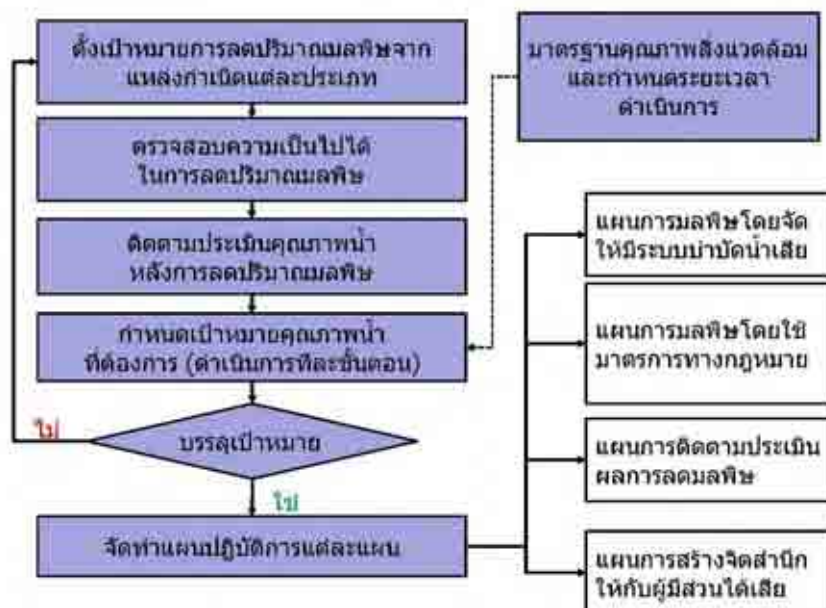 ตั้งเป้าหมายการลดปริมาณมลพิษจาก
แหล่งกำเนิดแต่ละประเภท
มาตรฐานคุณภาพสิ่งแวดล้อม
และกำหนดระยะเวลา
ดำเนินการ
ตรวจสอบความเป็นไปได้
ในการลดปริมาณมลพิษ
ติดตามประเมินคุณภาพน้ำ
หลังการลดปริมาณมลพิษ
กำหนดเป้าหมายคุณภาพน้ำ
ที่ต้องการ (ดำเนินการทีละขั้นตอน)
ไม่
บรรลุเป้าหมาย
ใช่
จัดทำแผนปฏิบัติการแต่ละแผน
แผนการมลพิษโดยจัด
ให้มีระบบบำบัดน้ำเสีย
แผนการมลพิษโดยใช้
มาตรการทางกฎหมาย
แผนการติดตามประเมิน
ผลการลดมลพิษ
แผนการสร้างจิตสำนึก
ให้กับผู้มีส่วนได้เสีย